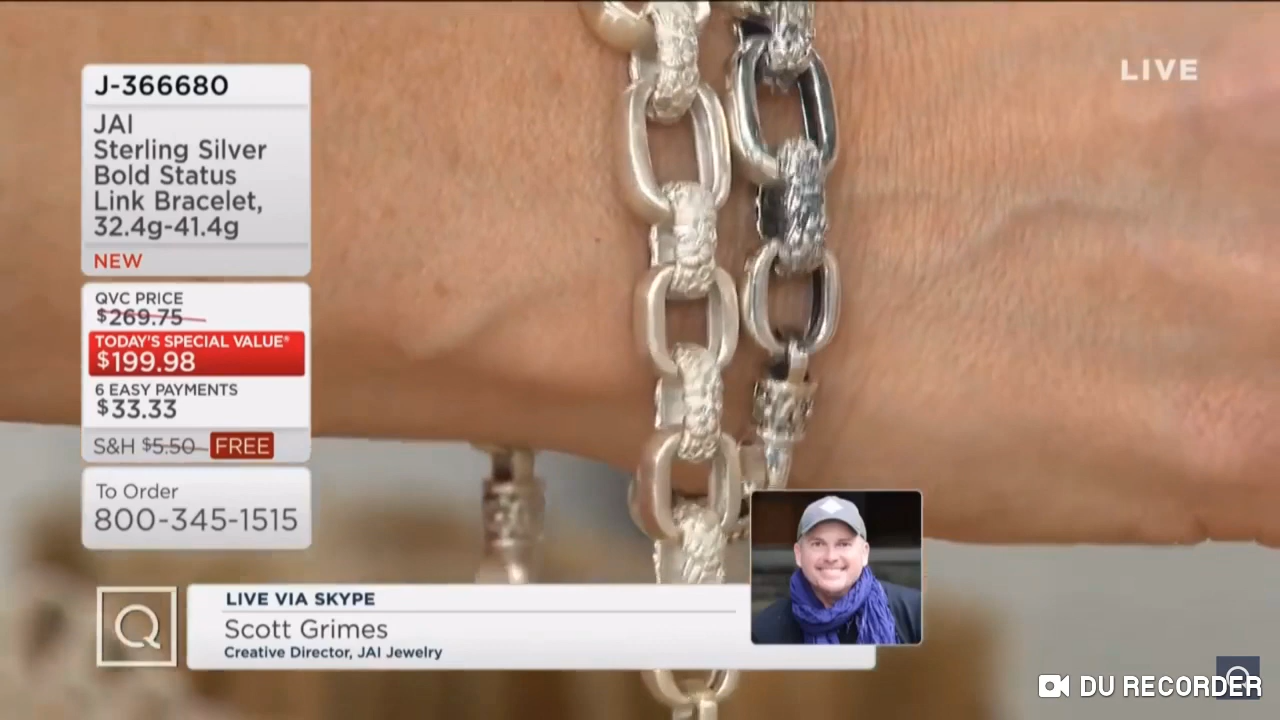 LIVE
J-366680
JAI
Sterling Silver
Bold Status
Link Bracelet,
32.4g-41.4g
NEW
QVC PRICE
$269.75
TODAY'S SPECIAL VALUE®
$199.98
6 EASY PAYMENTS
$33.33
S&H $5.50 FREE
To Order
800-345-1515
Q
LIVE VIA SKYPE
Scott Grimes
Creative Director, JAI Jewelry
Q
DU RECORDER